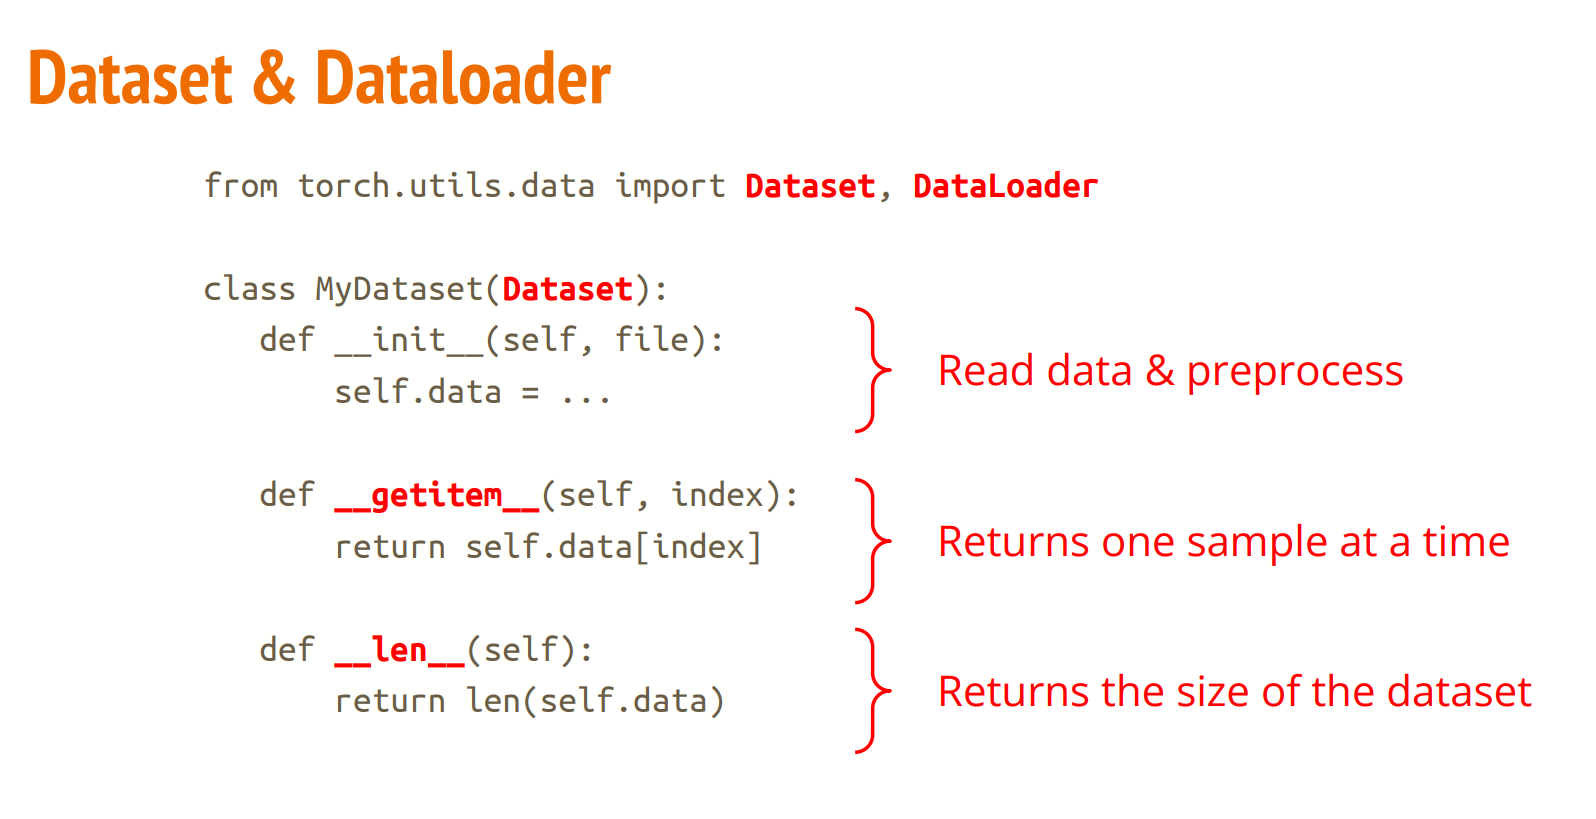 Dataset & Dataloader
from torch.utils.data import Dataset, DataLoader
class MyDataset(Dataset):
def __init__(self, file):
self.data = ...
Read data & preprocess
def __getitem__(self, index):
return self.data[index]
Returns one sample at a time
def __len__(self):
return len(self.data)
Returns the size of the dataset